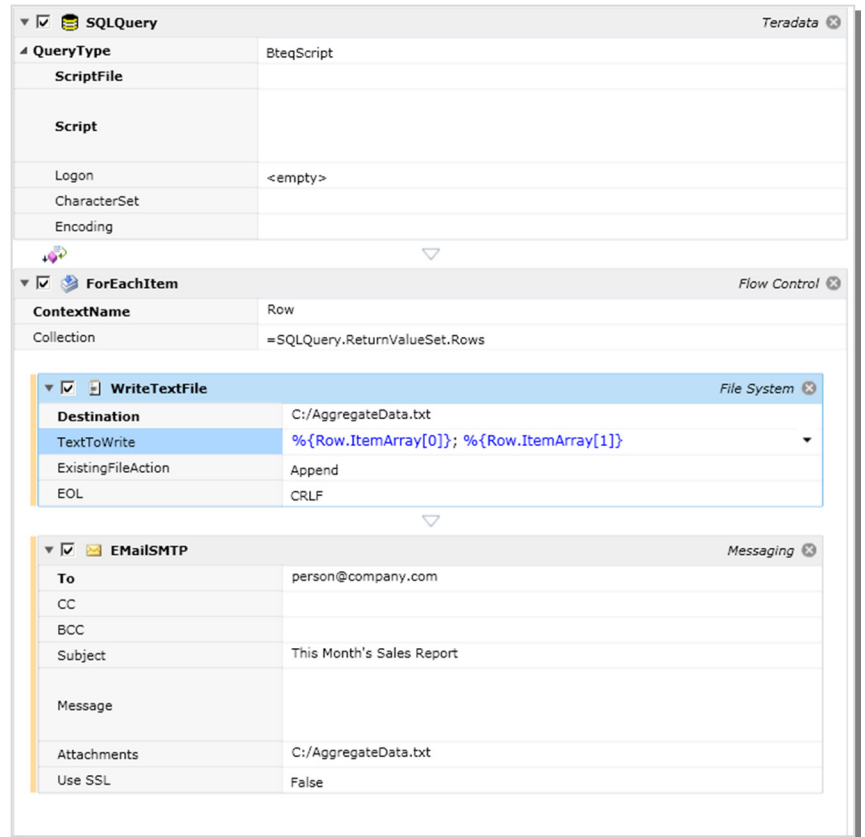 SQLQuery Teradata
QueryType BteqScript
ScriptFile
Script
Logon <empty>
CharacterSet
Encoding
ForEachItem Flow Control
ContextName Row
Collection =SQLQuery.ReturnValueSet.Rows
WriteTextFile File System
Destination C:/AggregateData.txt
TextToWrite %{Row.ItemArray[0]}; %{Row.ItemArray[1]}
ExistingFileAction Append
EOL CRLF
EMailSMTP Messaging
To person@company.com
CC
BCC
Subject This Month's Sales Report
Message
Attachments C:/AggregateData.txt
Use SSL False